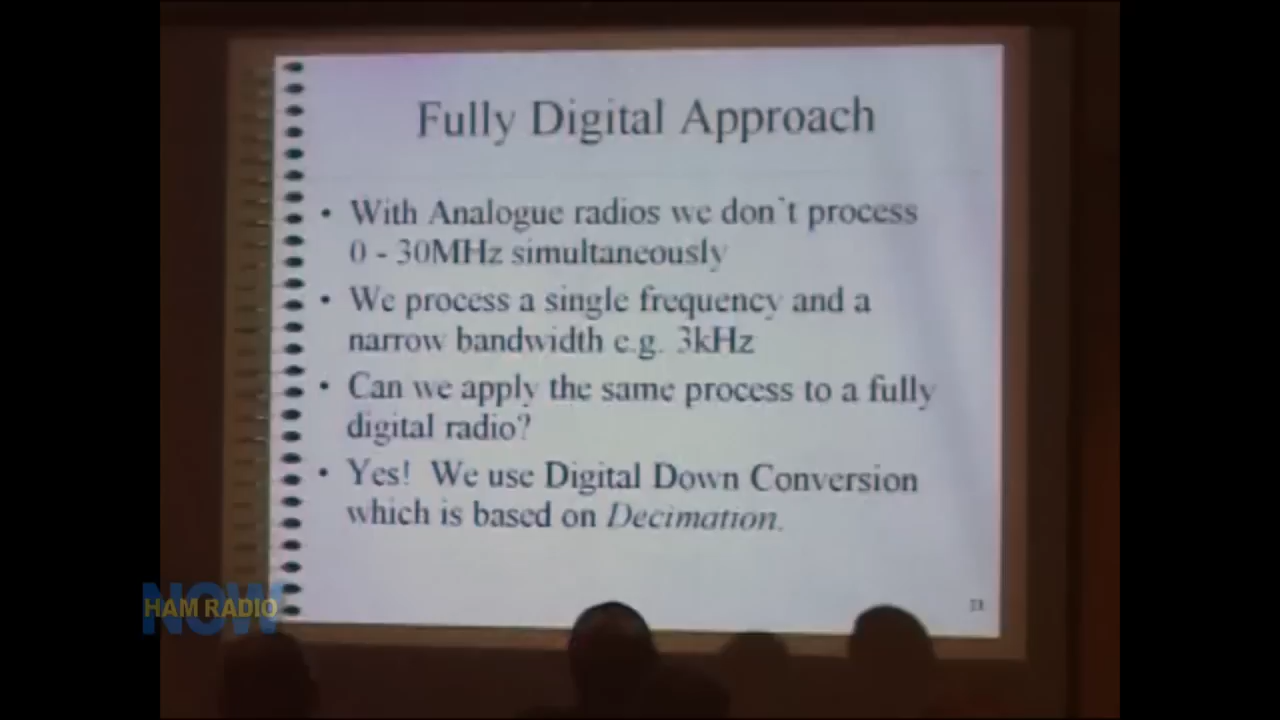 Fully Digital Approach
• With Analogue radios we don't process
0 - 30MHz simultaneously
• We process a single frequency and a
narrow bandwidth e.g. 3kHz
• Can we apply the same process to a fully
digital radio?
• Yes! We use Digital Down Conversion
which is based on Decimation.
NOW
HAM RADIO